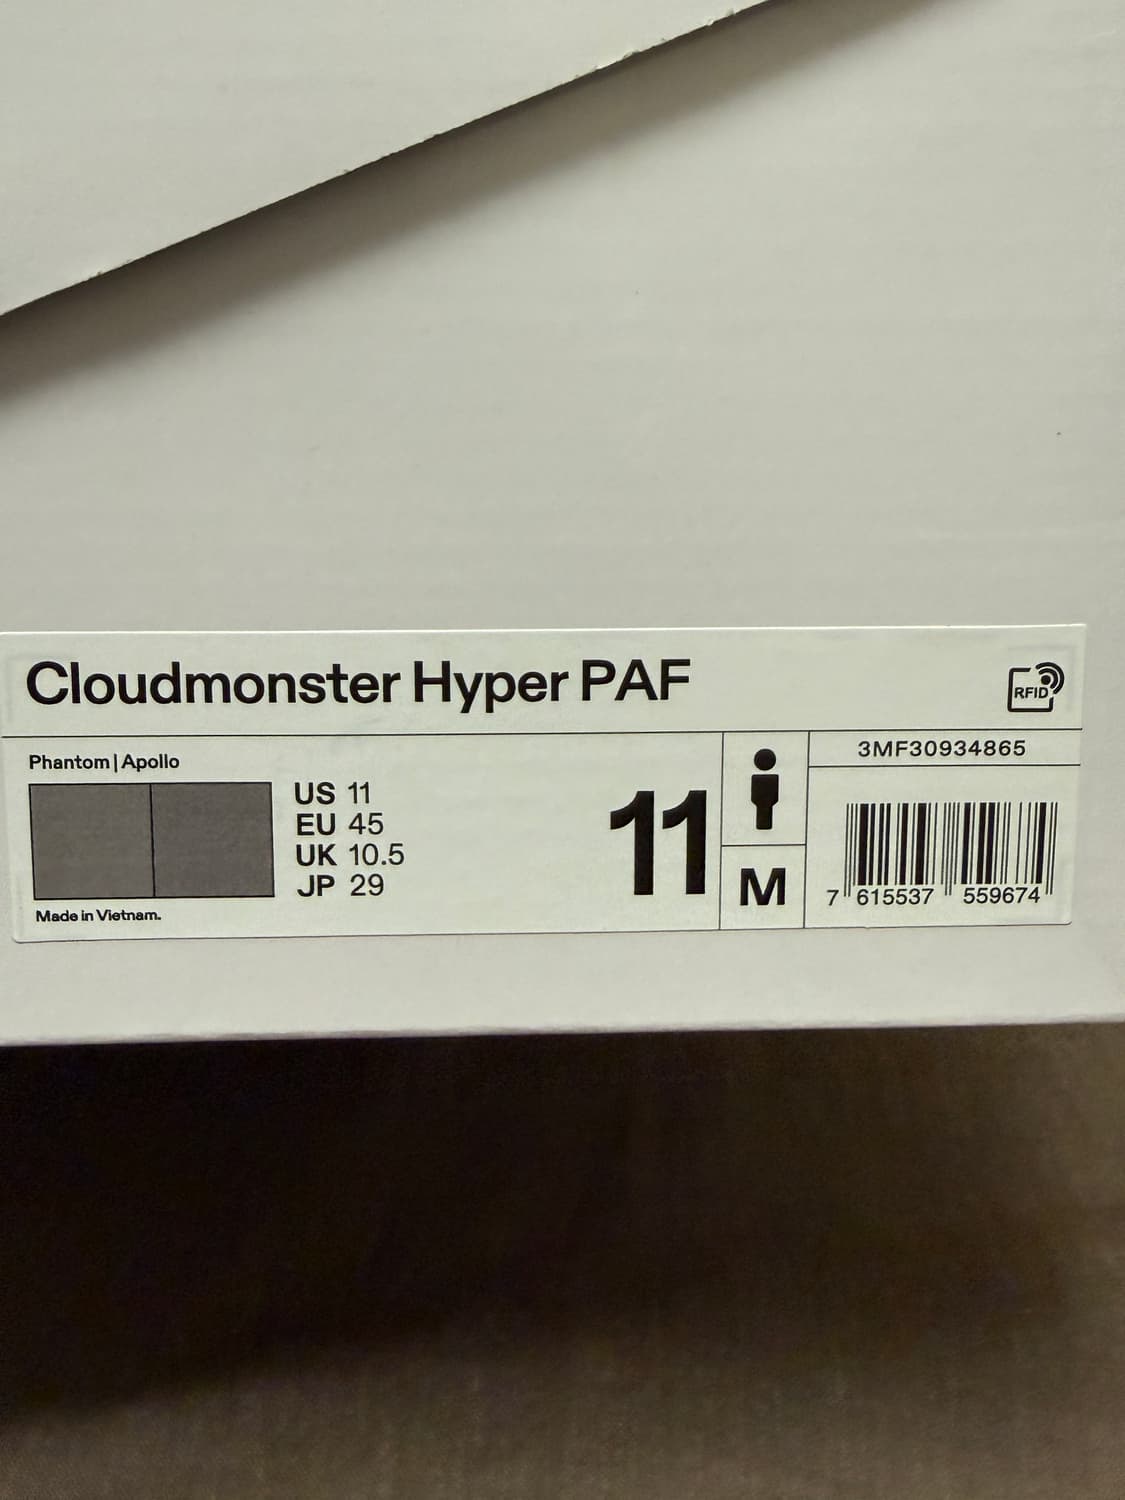 Cloudmonster Hyper PAF
RFID
Phantom | Apollo
US 11
EU 45
UK 10.5
JP 29
Made in Vietnam.
11
M
3MF30934865
7 615537 559674